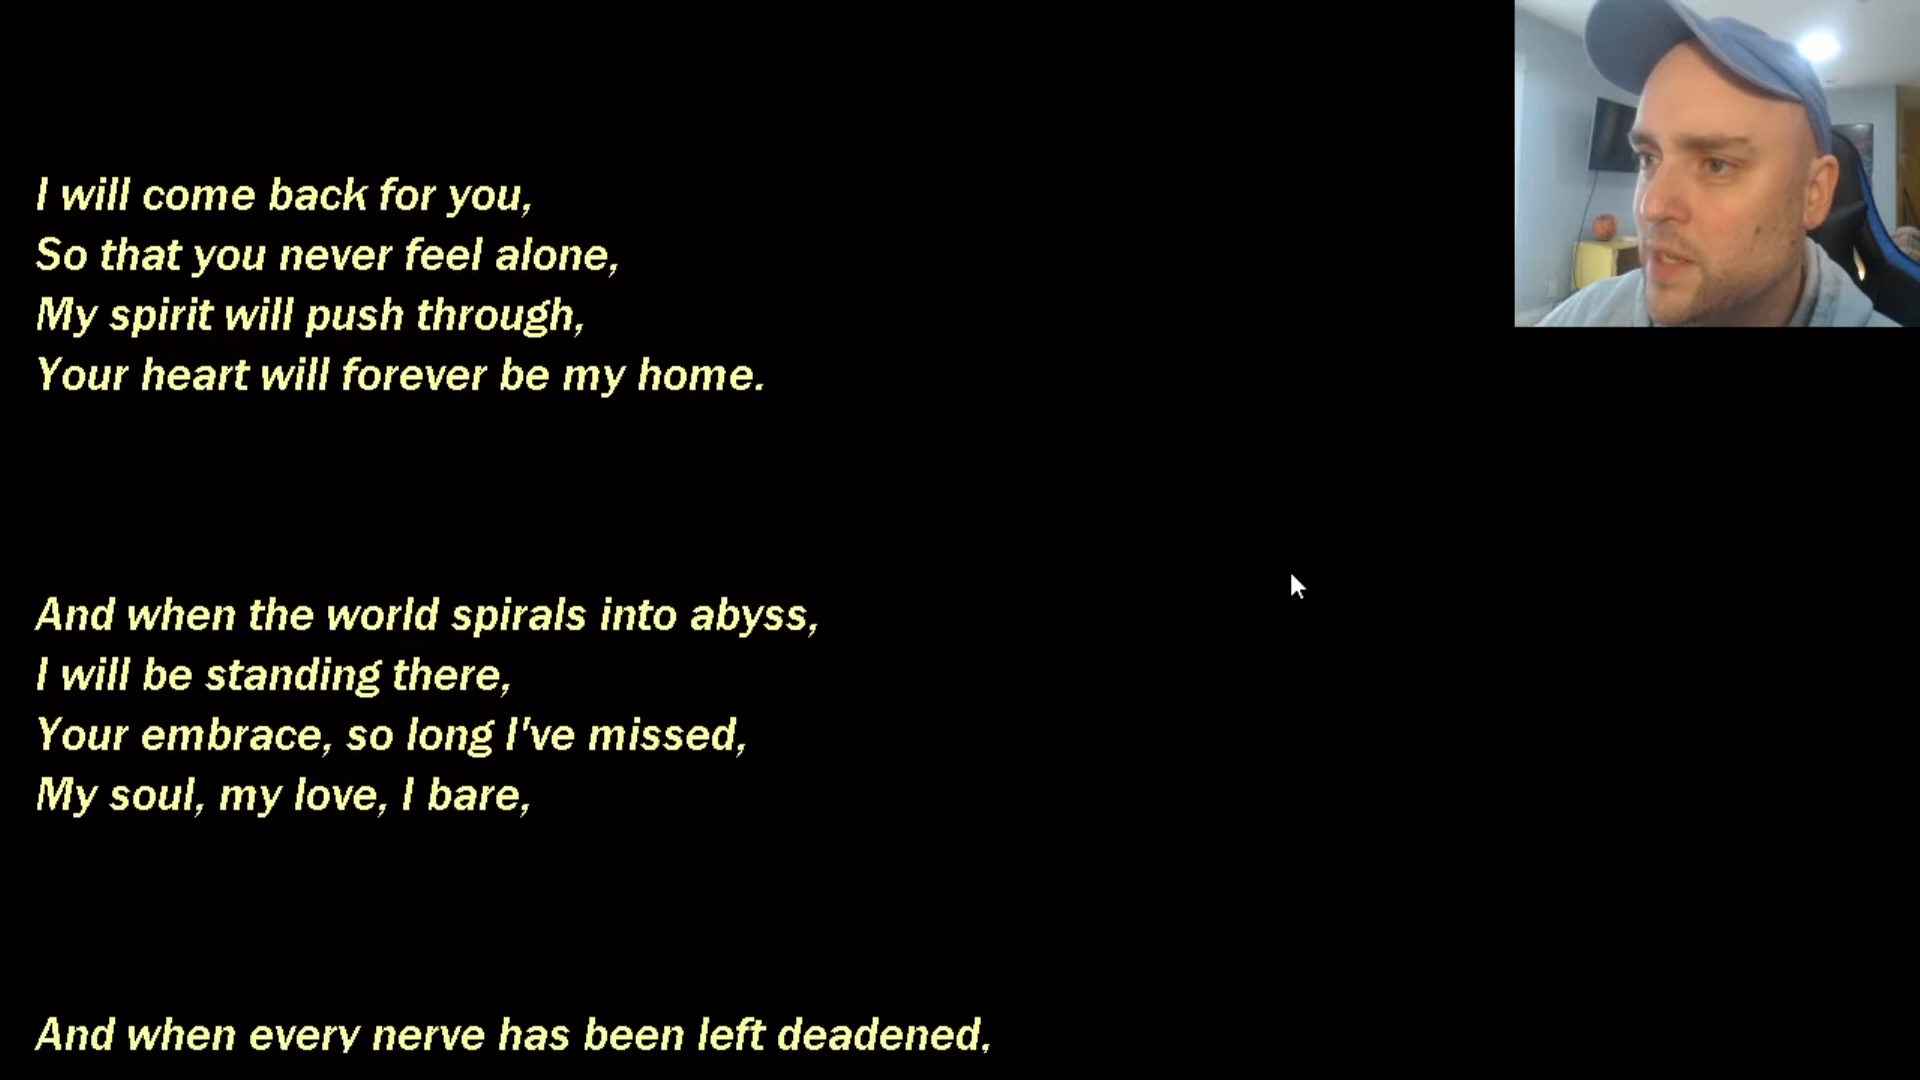 I will come back for you,
So that you never feel alone,
My spirit will push through,
Your heart will forever be my home.
And when the world spirals into abyss,
I will be standing there,
Your embrace, so long I've missed,
My soul, my love, I bare,
And when every nerve has been left deadened,